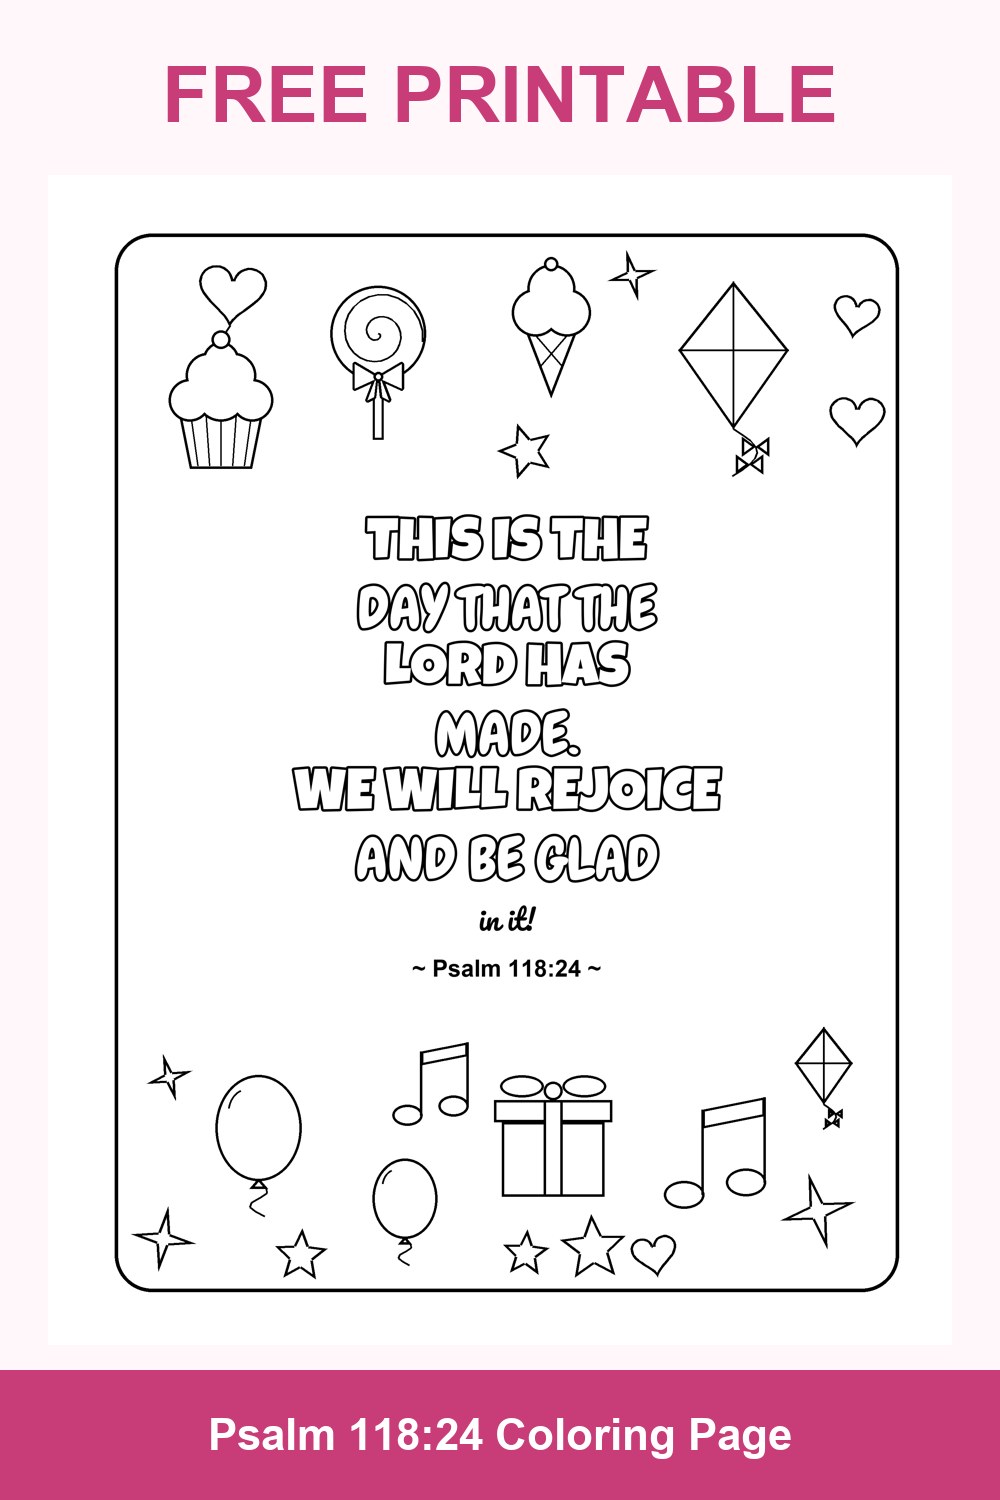 FREE PRINTABLE
THIS IS THE
DAY THAT THE
LORD HAS
MADE.
WE WILL REJOICE
AND BE GLAD
in it!
~ Psalm 118:24 ~
Psalm 118:24 Coloring Page